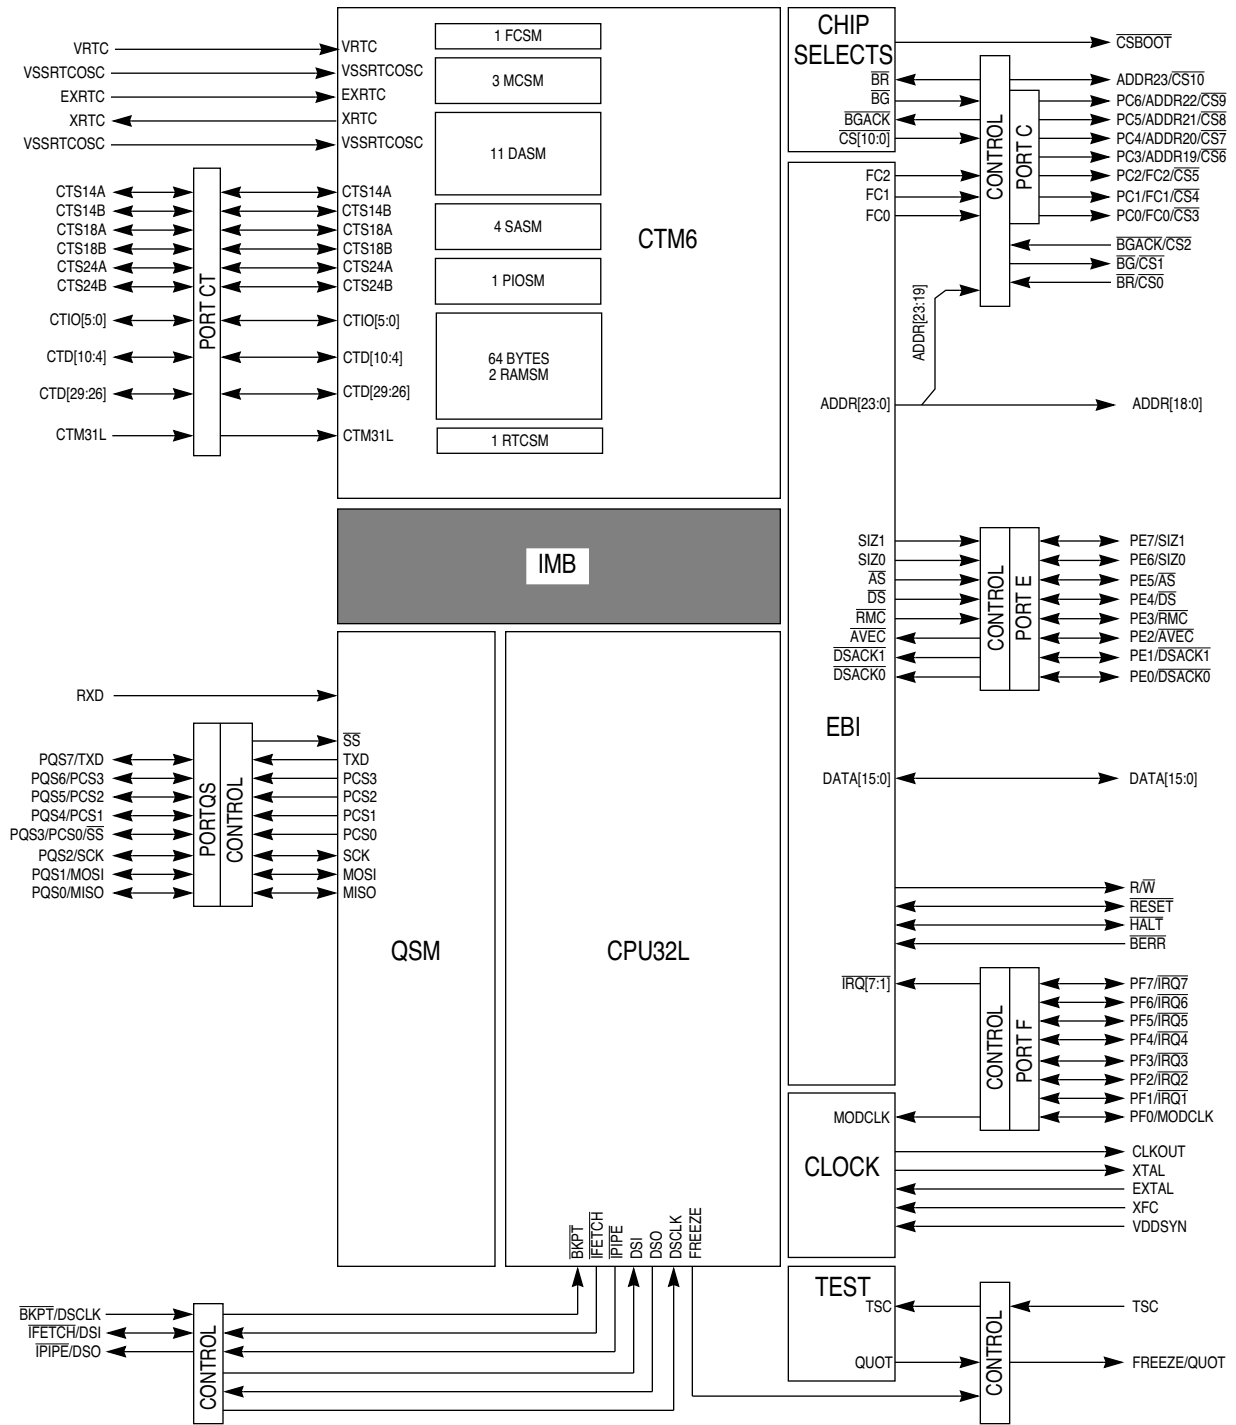 VRTC
VSSRTCOSC
EXRTC
XRTC
VSSRTCOSC
CTS14A
CTS14B
CTS18A
CTS18B
CTS24A
CTS24B
CTIO[5:0]
CTD[10:4]
CTD[29:26]
CTM31L
PORT CT
VRTC
VSSRTCOSC
EXRTC
XRTC
VSSRTCOSC
CTS14A
CTS14B
CTS18A
CTS18B
CTS24A
CTS24B
CTIO[5:0]
CTD[10:4]
CTD[29:26]
CTM31L
1 FCSM
3 MCSM
11 DASM
4 SASM
1 PIOSM
64 BYTES
2 RAMSM
1 RTCSM
CTM6
CHIP
SELECTS
BR
BG
BGACK
CS[10:0]
FC2
FC1
FC0
CONTROL
PORT C
CSBOOT
ADDR23/CS10
PC6/ADDR22/CS9
PC5/ADDR21/CS8
PC4/ADDR20/CS7
PC3/ADDR19/CS6
PC2/FC2/CS5
PC1/FC1/CS4
PC0/FC0/CS3
BGACK/CS2
BG/CS1
BR/CS0
ADDR[23:19]
ADDR[23:0]
ADDR[18:0]
IMB
SIZ1
SIZ0
AS
DS
RMC
AVEC
DSACK1
DSACK0
CONTROL
PORT E
PE7/SIZ1
PE6/SIZ0
PE5/AS
PE4/DS
PE3/RMC
PE2/AVEC
PE1/DSACK1
PE0/DSACK0
EBI
DATA[15:0]
DATA[15:0]
R/W
RESET
HALT
BERR
IRQ[7:1]
CONTROL
PORT F
PF7/IRQ7
PF6/IRQ6
PF5/IRQ5
PF4/IRQ4
PF3/IRQ3
PF2/IRQ2
PF1/IRQ1
PF0/MODCLK
RXD
PQS7/TXD
PQS6/PCS3
PQS5/PCS2
PQS4/PCS1
PQS3/PCS0/SS
PQS2/SCK
PQS1/MOSI
PQS0/MISO
PORTQS
CONTROL
SS
TXD
PCS3
PCS2
PCS1
PCS0
SCK
MOSI
MISO
QSM
CPU32L
MODCLK
CLOCK
CLKOUT
XTAL
EXTAL
XFC
VDDSYN
BKPT
IFETCH
IPIPE
DSI
DSO
DSCLK
FREEZE
BKPT/DSCLK
IFETCH/DSI
IPIPE/DSO
CONTROL
TEST
TSC
QUOT
CONTROL
TSC
FREEZE/QUOT